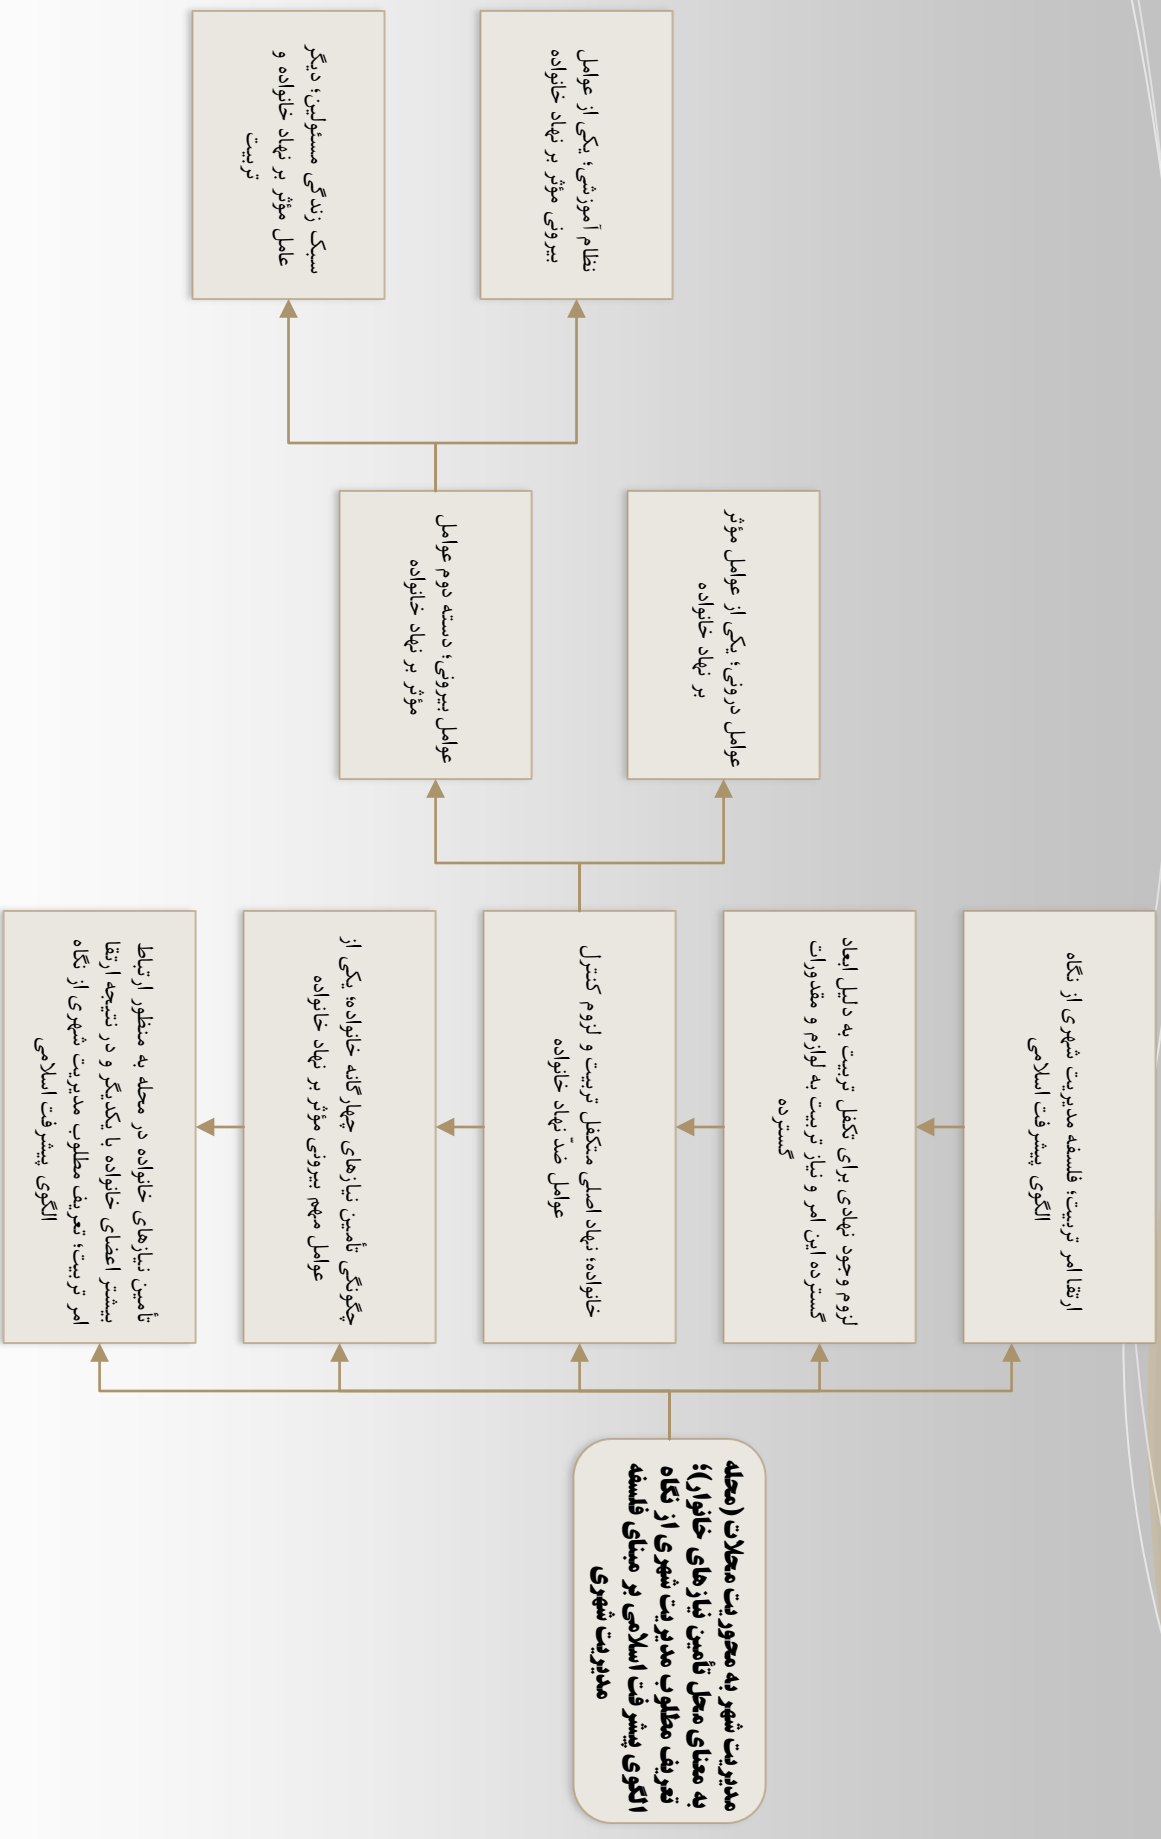 مدیریت شهر به محوریت محلات (محله
به معنای محل تأمین نیازهای خانوار)؛
تعریف مطلوب مدیریت شهری از نگاه
الگوی پیشرفت اسلامی بر مبنای فلسفه
مدیریت شهری
ارتقا امر تربیت؛ فلسفه مدیریت شهری از نگاه
الگوی پیشرفت اسلامی
لزوم وجود نهادی برای تکفل تربیت به دلیل ابعاد
گسترده این امر و نیاز تربیت به لوازم و مقدورات
گسترده
خانواده؛ نهاد اصلی متکفل تربیت و لزوم کنترل
عوامل ضدّ نهاد خانواده
چگونگی تأمین نیازهای چهارگانه خانواده؛ یکی از
عوامل مهم بیرونی مؤثر بر نهاد خانواده
تأمین نیازهای خانواده در محله به منظور ارتباط
بیشتر اعضای خانواده با یکدیگر و در نتیجه ارتقا
امر تربیت؛ تعریف مطلوب مدیریت شهری از نگاه
الگوی پیشرفت اسلامی
عوامل درونی؛ یکی از عوامل مؤثر
بر نهاد خانواده
عوامل بیرونی؛ دسته دوم عوامل
مؤثر بر نهاد خانواده
نظام آموزشی؛ یکی از عوامل
بیرونی مؤثر بر نهاد خانواده
سبک زندگی مسئولین؛ دیگر
عامل مؤثر بر نهاد خانواده و
تربیت